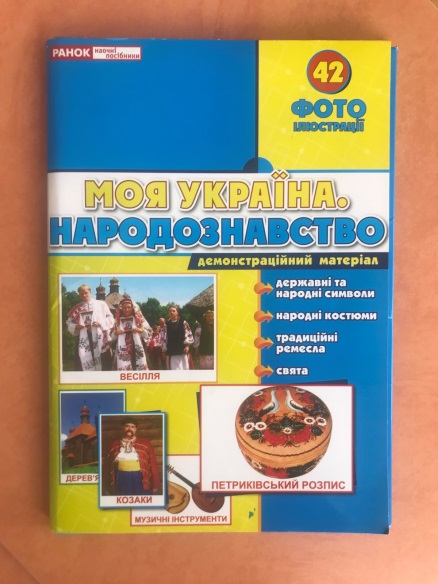 РАНОК
наочні
посібники
42
ФОТО
ІЛЮСТРАЦІЇ
МОЯ УКРАЇНА.
НАРОДОЗНАВСТВО
демонстраційний матеріал
державні та
народні символи
народні костюми
традиційні
ремесла
свята
ВЕСІЛЛЯ
ДЕРЕВ'Я
КОЗАКИ
МУЗИЧНІ ІНСТРУМЕНТИ
ПЕТРИКІВСЬКИЙ РОЗПИС